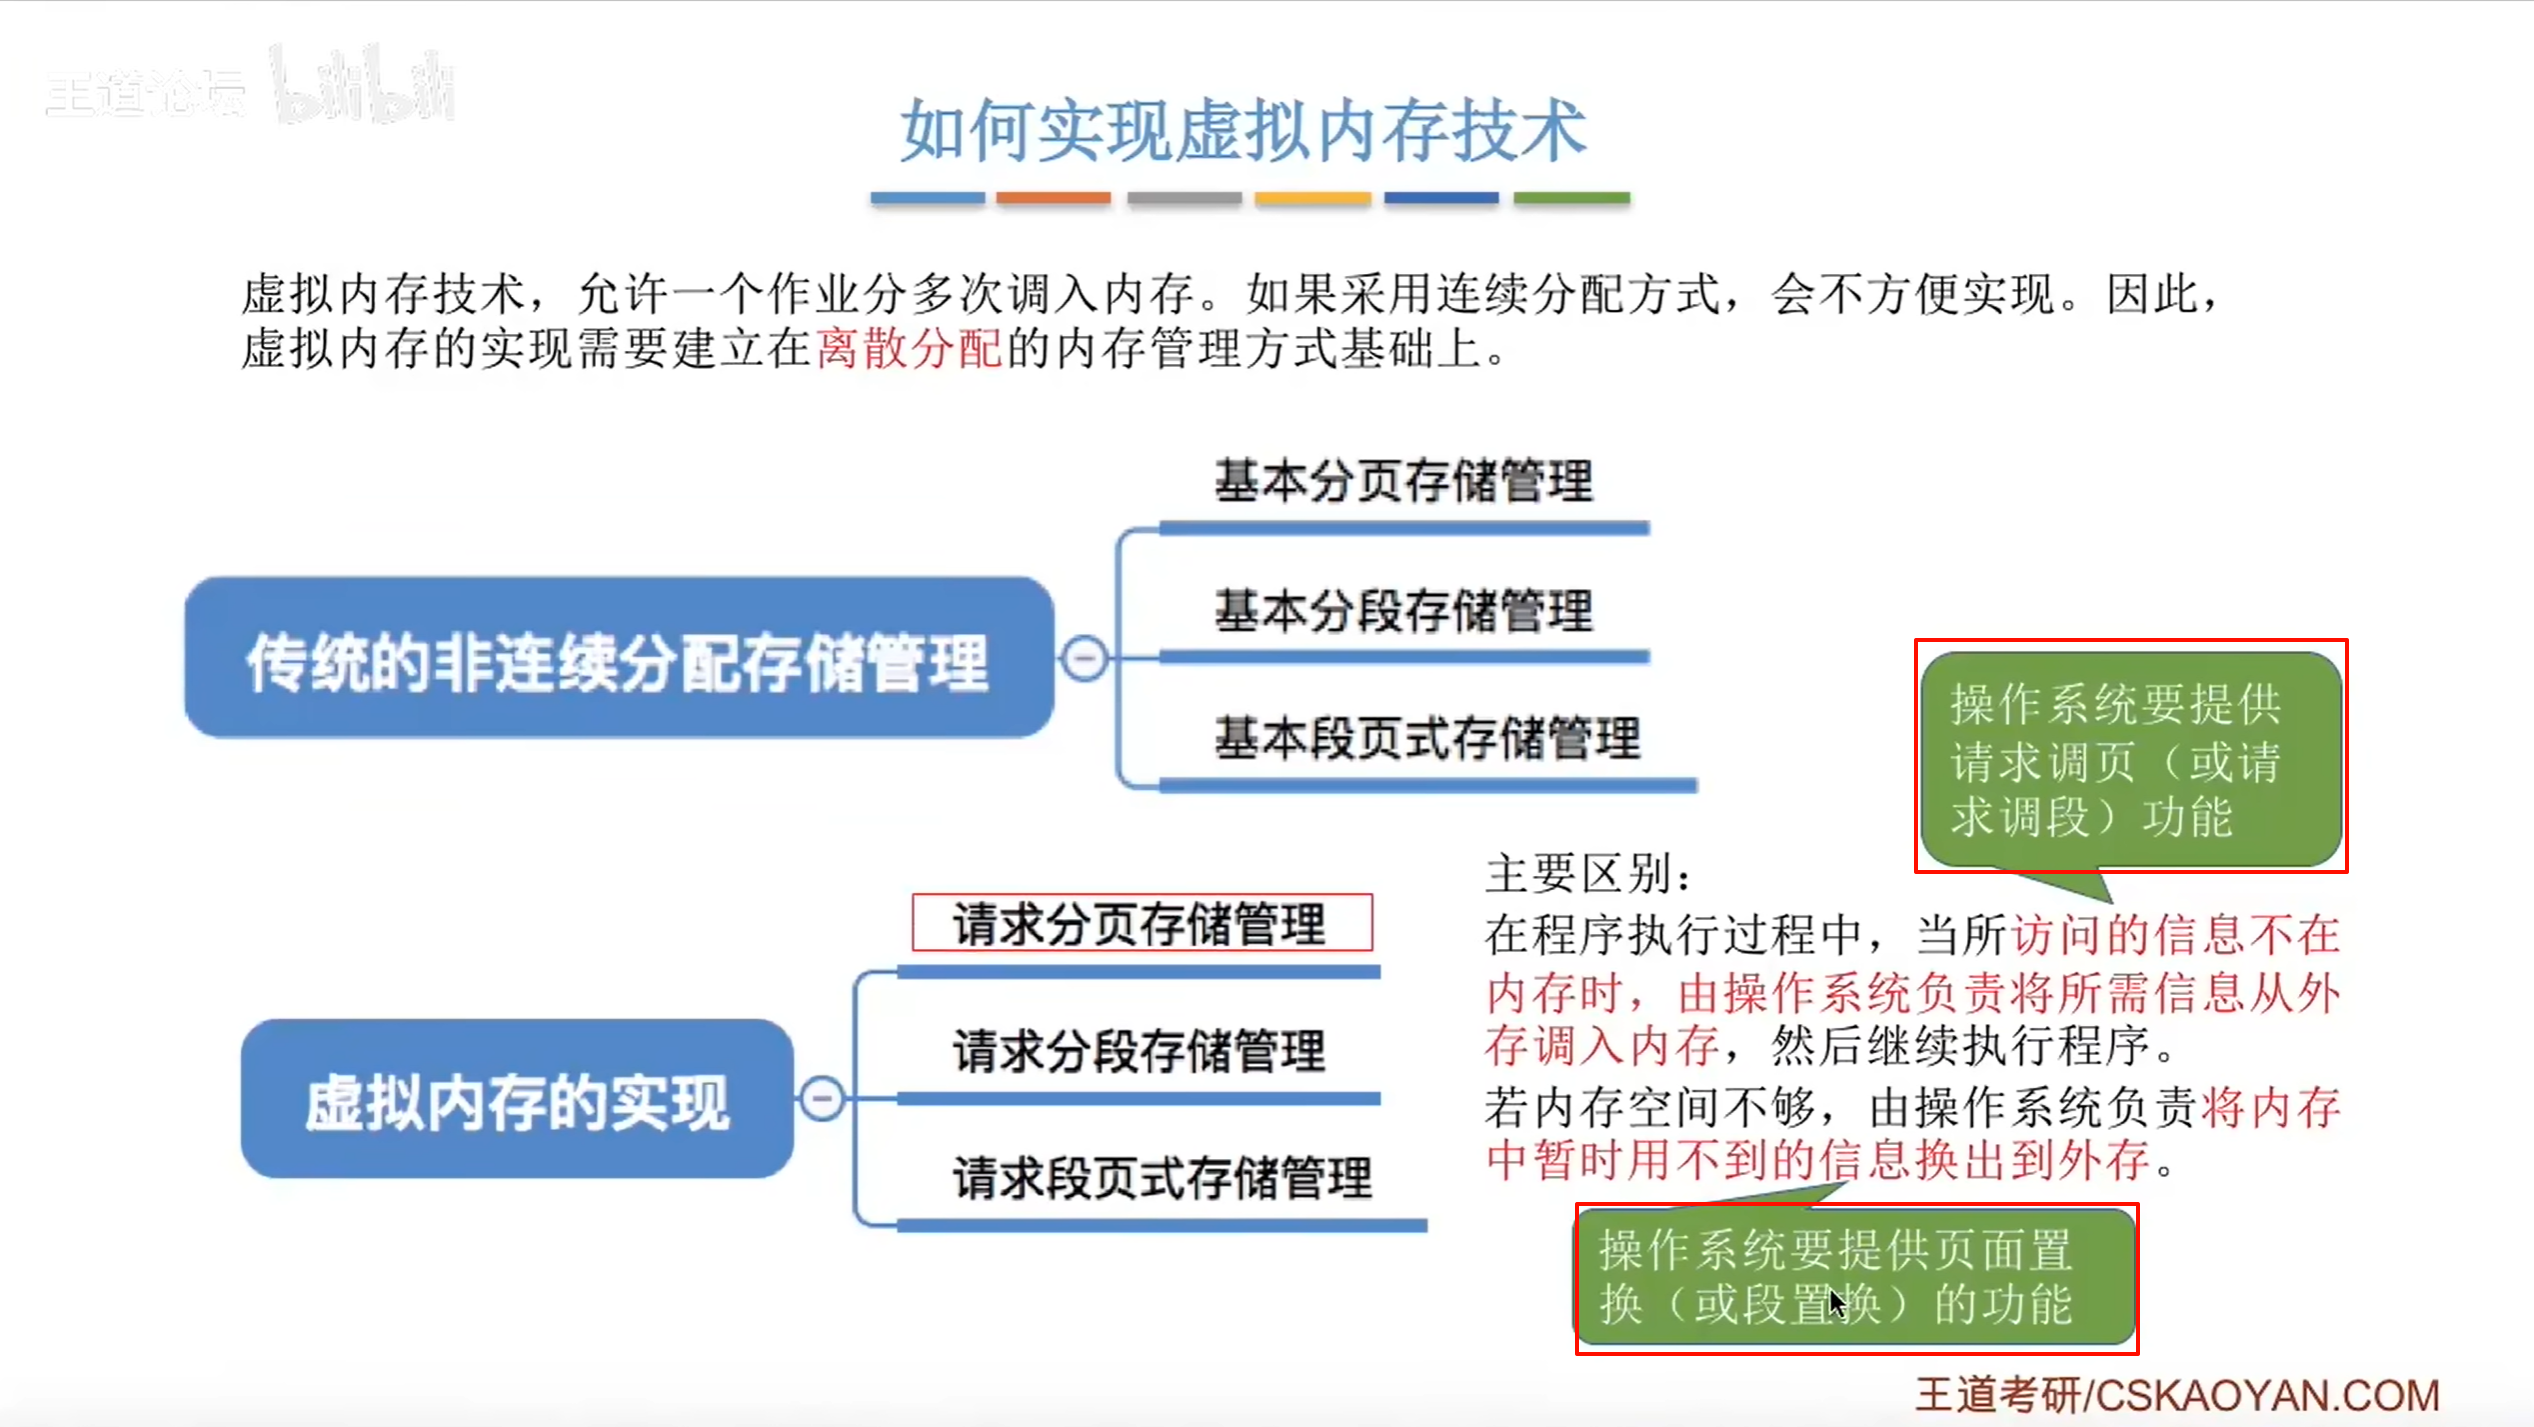 王道论坛 bilibili
如何实现虚拟内存技术
虚拟内存技术，允许一个作业分多次调入内存。如果采用连续分配方式，会不方便实现。因此，
虚拟内存的实现需要建立在离散分配的内存管理方式基础上。
传统的非连续分配存储管理
基本分页存储管理
基本分段存储管理
基本段页式存储管理
虚拟内存的实现
请求分页存储管理
请求分段存储管理
请求段页式存储管理
操作系统要提供
请求调页（或请
求调段）功能
主要区别：
在程序执行过程中，当所访问的信息不在
内存时，由操作系统负责将所需信息从外
存调入内存，然后继续执行程序。
若内存空间不够，由操作系统负责将内存
中暂时用不到的信息换出到外存。
操作系统要提供页面置
换（或段置换）的功能
王道考研/CSKAOYAN.COM